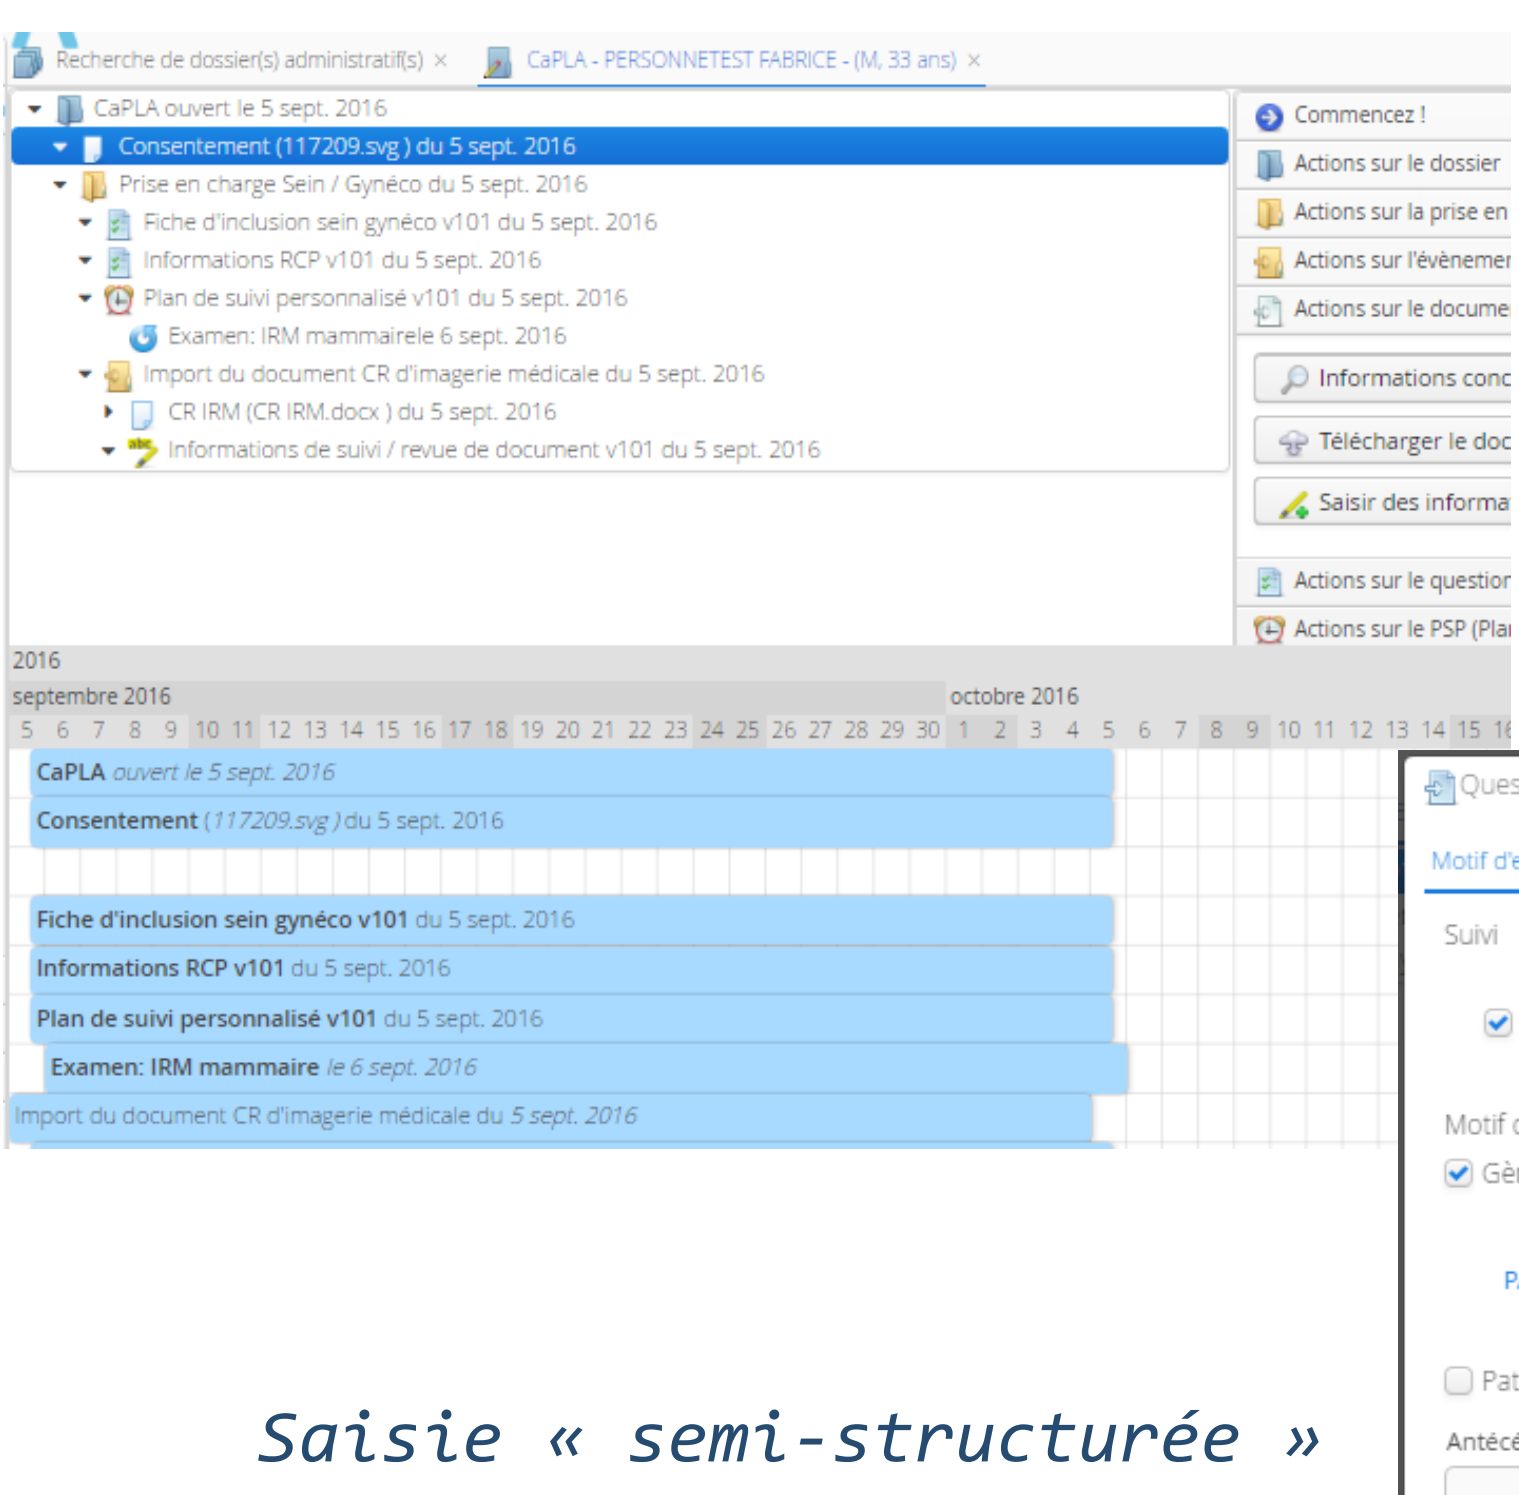 Recherche de dossier(s) administratif(s) ×
CaPLA - PERSONNETEST FABRICE - (M, 33 ans) ×
CaPLA ouvert le 5 sept. 2016
Consentement (117209.svg ) du 5 sept. 2016
Prise en charge Sein / Gynéco du 5 sept. 2016
Fiche d'inclusion sein gynéco v101 du 5 sept. 2016
Informations RCP v101 du 5 sept. 2016
Plan de suivi personnalisé v101 du 5 sept. 2016
Examen: IRM mammairele 6 sept. 2016
Import du document CR d'imagerie médicale du 5 sept. 2016
CR IRM (CR IRM.docx ) du 5 sept. 2016
abc
Informations de suivi / revue de document v101 du 5 sept. 2016
Commencez !
Actions sur le dossier
Actions sur la prise en
Actions sur l'évènemen
Actions sur le docume
Informations conc
Télécharger le doc
Saisir des informa
Actions sur le question
Actions sur le PSP (Plan
2016
septembre 2016 octobre 2016
5 6 7 8 9 10 11 12 13 14 15 16 17 18 19 20 21 22 23 24 25 26 27 28 29 30 1 2 3 4 5 6 7 8 9 10 11 12 13 14 15 16
CaPLA ouvert le 5 sept. 2016
Consentement (117209.svg ) du 5 sept. 2016
Fiche d'inclusion sein gynéco v101 du 5 sept. 2016
Informations RCP v101 du 5 sept. 2016
Plan de suivi personnalisé v101 du 5 sept. 2016
Examen: IRM mammaire le 6 sept. 2016
Import du document CR d'imagerie médicale du 5 sept. 2016
Ques
Motif d'e
Suivi
Motif
Gèr
PA
Pat
Antécé
Saisie « semi-structurée »